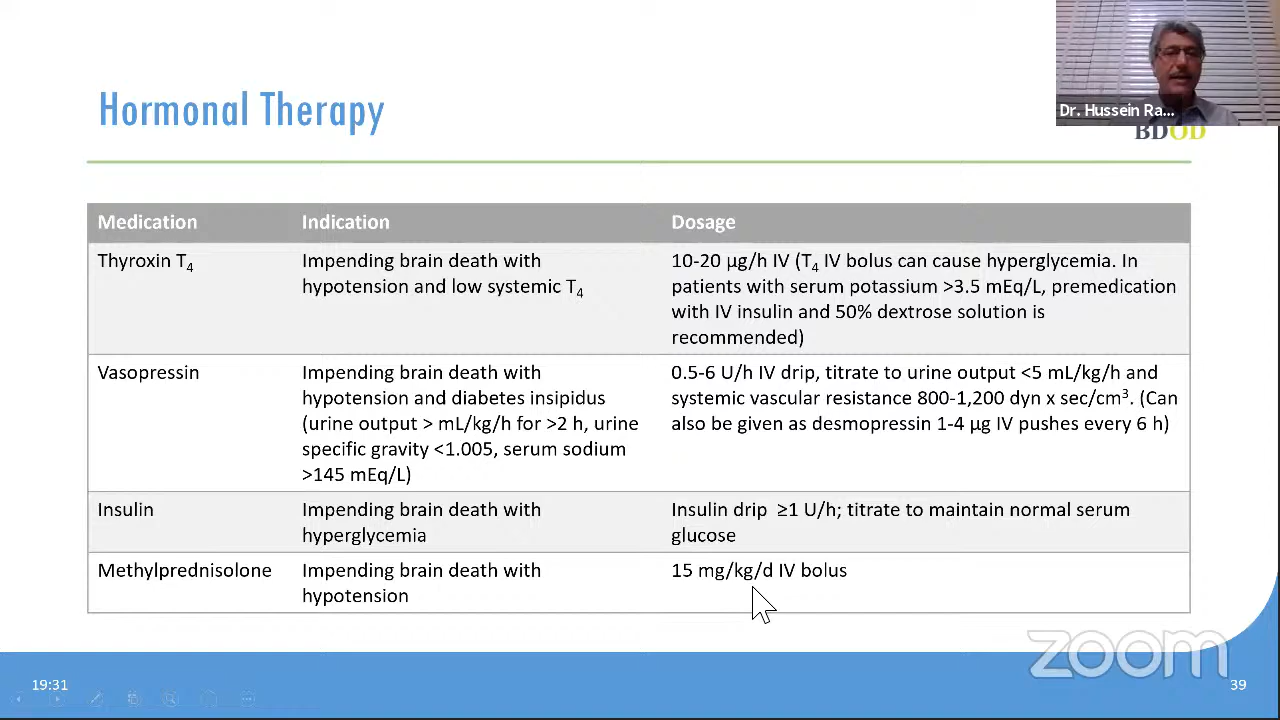 Dr. Hussein Ra...
BDOD
Hormonal Therapy
Medication Indication Dosage
Thyroxin T4
Impending brain death with
hypotension and low systemic T4
10-20 µg/h IV (T4 IV bolus can cause hyperglycemia. In
patients with serum potassium >3.5 mEq/L, premedication
with IV insulin and 50% dextrose solution is
recommended)
Vasopressin
Impending brain death with
hypotension and diabetes insipidus
(urine output > mL/kg/h for >2 h, urine
specific gravity <1.005, serum sodium
>145 mEq/L)
0.5-6 U/h IV drip, titrate to urine output <5 mL/kg/h and
systemic vascular resistance 800-1,200 dyn x sec/cm³. (Can
also be given as desmopressin 1-4 µg IV pushes every 6 h)
Insulin
Impending brain death with
hyperglycemia
Insulin drip ≥1 U/h; titrate to maintain normal serum
glucose
Methylprednisolone
Impending brain death with
hypotension
15 mg/kg/d IV bolus
zoom
19:31
39